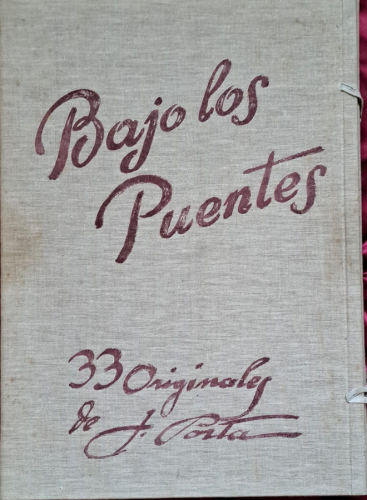 Bajo los
Puentes
33 Originales
de J. Porta